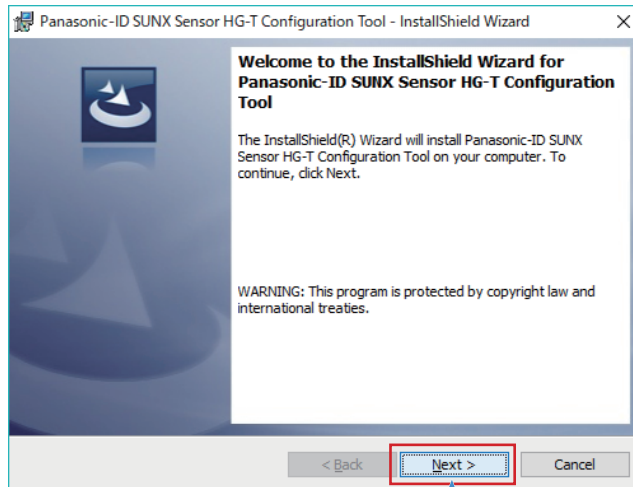 Panasonic-ID SUNX Sensor HG-T Configuration Tool - InstallShield Wizard
Welcome to the InstallShield Wizard for
Panasonic-ID SUNX Sensor HG-T Configuration
Tool
The InstallShield(R) Wizard will install Panasonic-ID SUNX
Sensor HG-T Configuration Tool on your computer. To
continue, click Next.
WARNING: This program is protected by copyright law and
international treaties.
< Back
Next >
Cancel